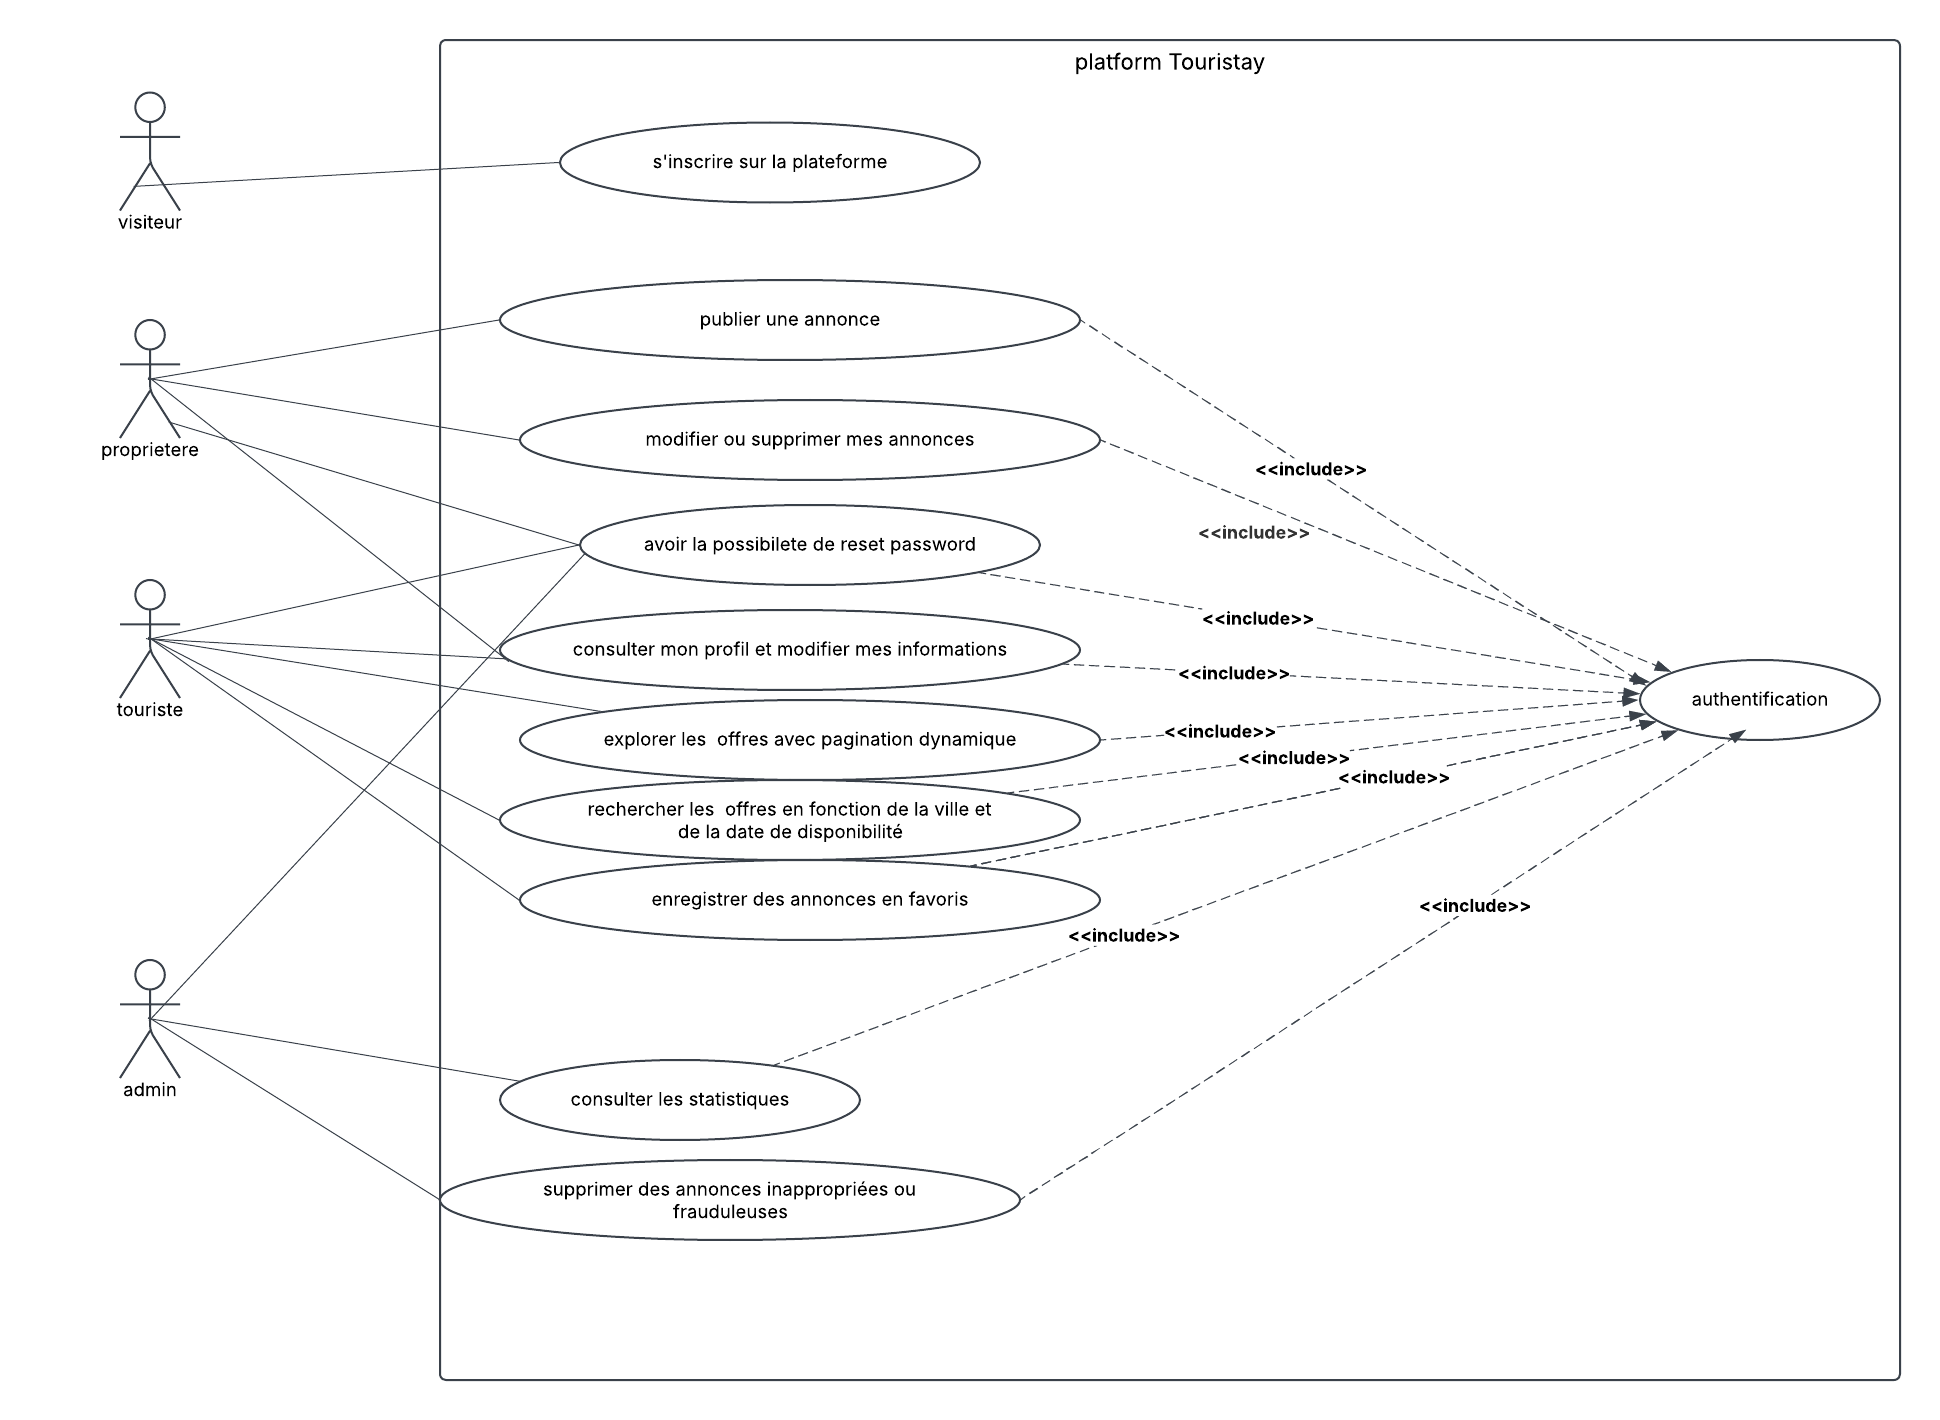 platform Touristay
s'inscrire sur la plateforme
visiteur
publier une annonce
modifier ou supprimer mes annonces
proprietere
<<include>>
<<include>>
avoir la possibilete de reset password
<<include>>
consulter mon profil et modifier mes informations
<<include>>
authentification
touriste
explorer les  offres avec pagination dynamique
<<include>>
<<include>>
<<include>>
rechercher les  offres en fonction de la ville et
de la date de disponibilité
enregistrer des annonces en favoris
<<include>>
<<include>>
admin
consulter les statistiques
supprimer des annonces inappropriées ou
frauduleuses